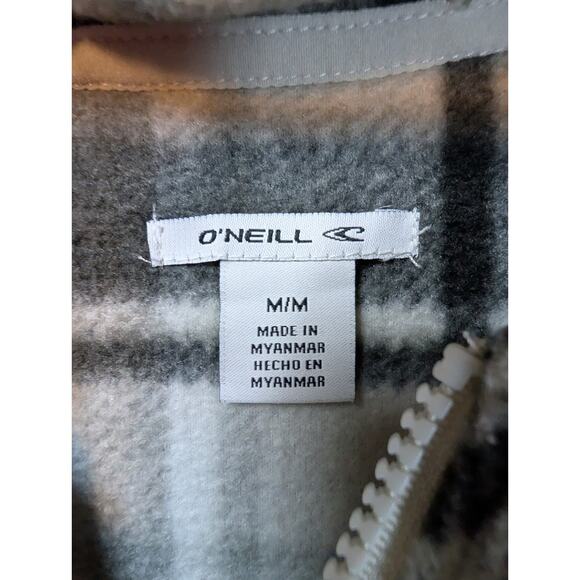 O'NEILL
M/M
MADE IN
MYANMAR
HECHO EN
MYANMAR